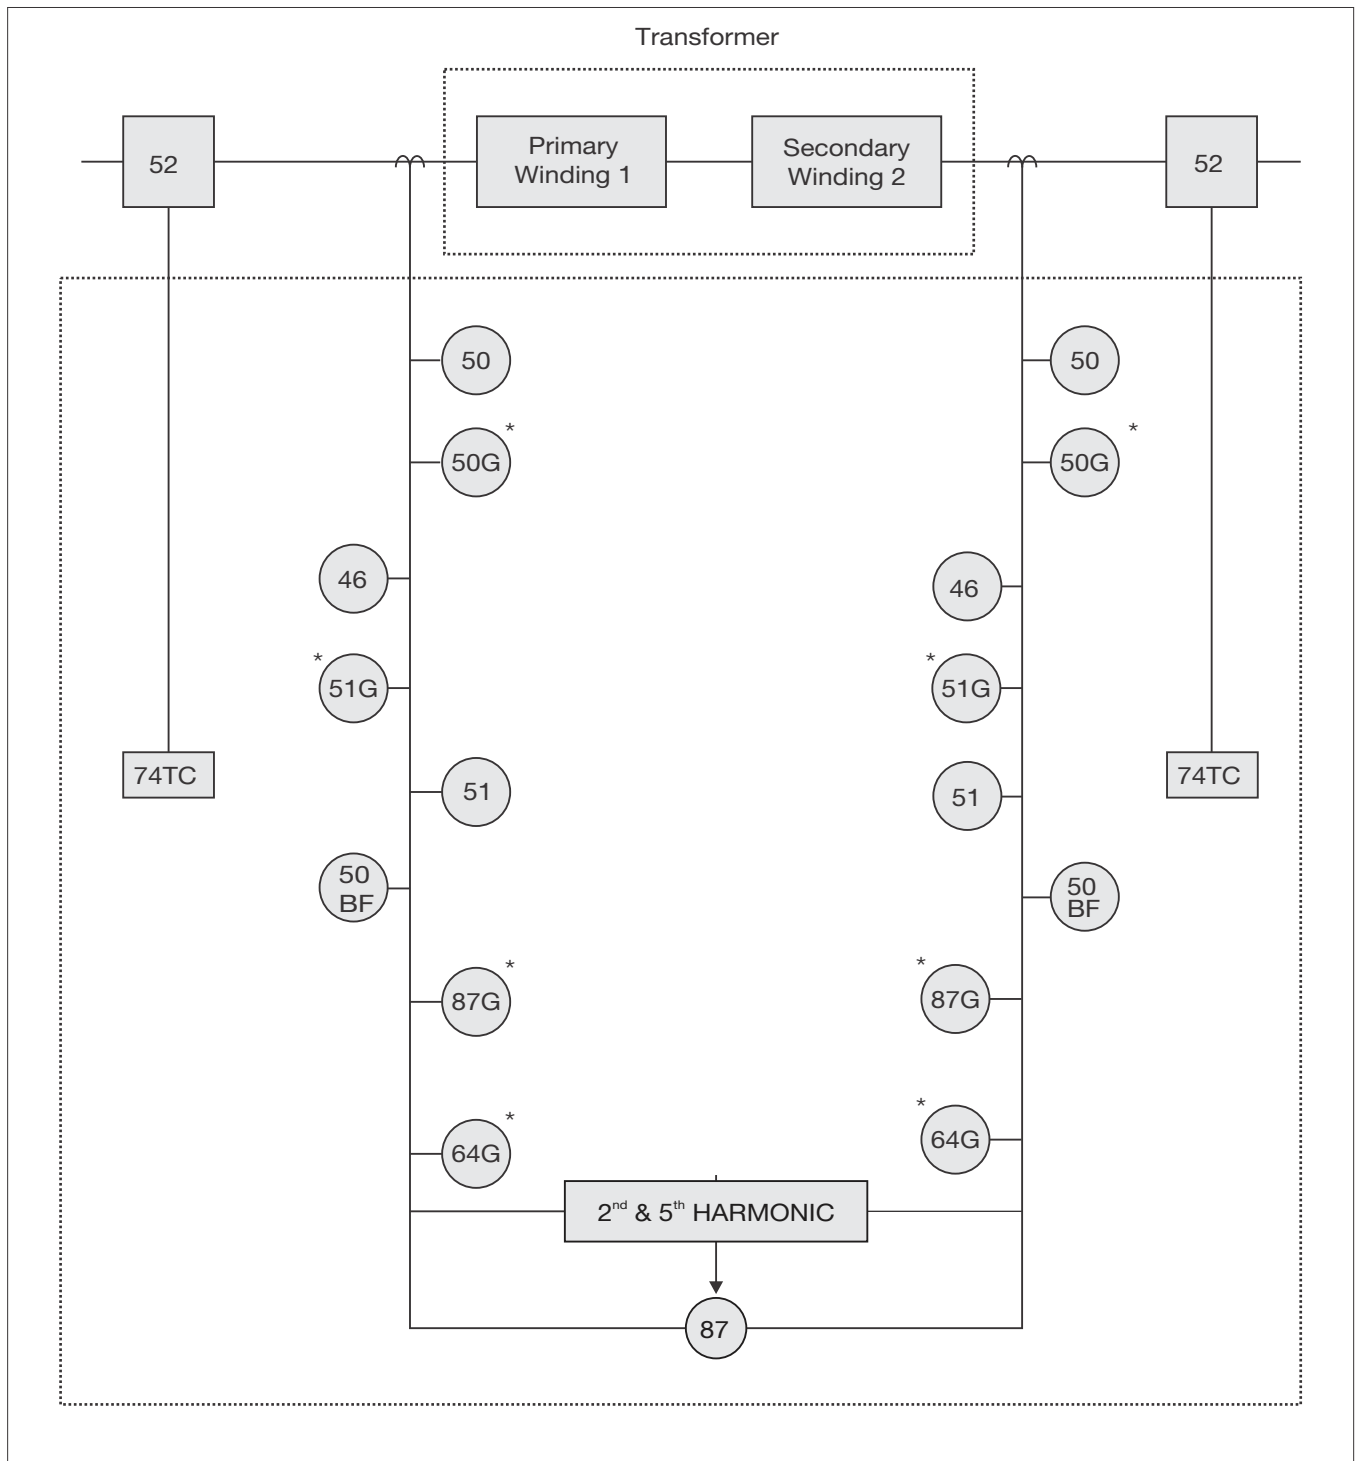 Transformer
52
Primary
Winding 1
Secondary
Winding 2
52
50
50
*
50G
*
50G
46
46
*
51G
*
51G
74TC
51
51
74TC
50
BF
50
BF
*
87G
*
87G
*
64G
*
64G
2nd & 5th HARMONIC
87